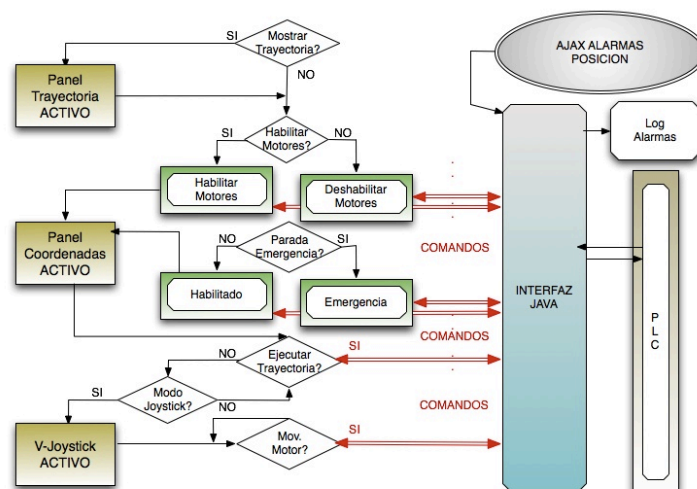 SI
Mostrar
Trayectoria?
NO
Panel
Trayectoria
ACTIVO
AJAX ALARMAS
POSICION
Log
Alarmas
SI
Habilitar
Motores?
NO
Habilitar
Motores
Deshabilitar
Motores
Panel
Coordenadas
ACTIVO
NO
Parada
Emergencia?
SI
COMANDOS
Habilitado
Emergencia
INTERFAZ
JAVA
P
L
C
COMANDOS
NO
Ejecutar
Trayectoria?
SI
SI
Modo
Joystick?
NO
COMANDOS
V-Joystick
ACTIVO
Mov.
Motor?
SI